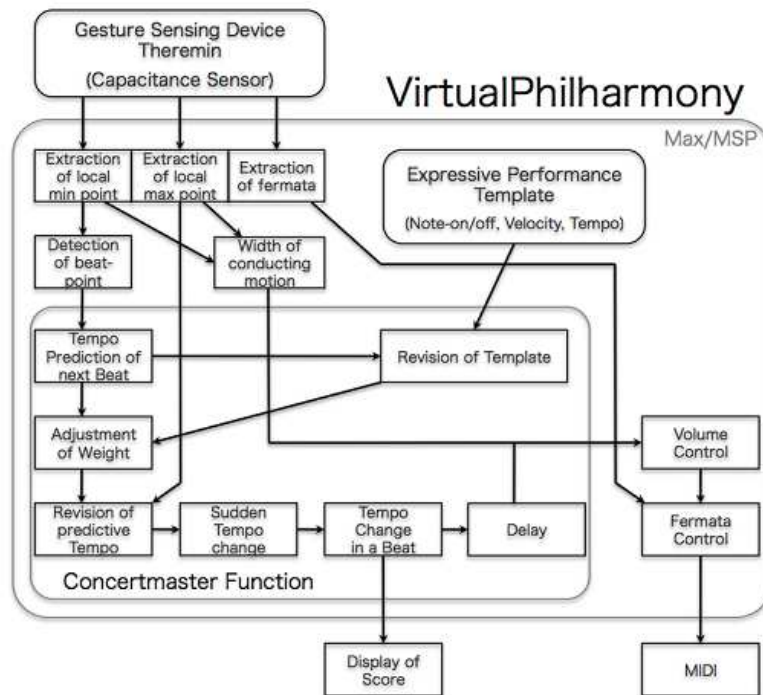 Gesture Sensing Device
Theremin
(Capacitance Sensor)
VirtualPhilharmony
Max/MSP
Extraction
of local
min point
Extraction
of local
max point
Extraction
of fermata
Expressive Performance
Template
(Note-on/off, Velocity, Tempo)
Detection
of beat-
point
Width of
conducting
motion
Tempo
Prediction of
next Beat
Revision of Template
Adjustment
of Weight
Volume
Control
Revision of
predictive
Tempo
Sudden
Tempo
change
Tempo
Change
in a Beat
Delay
Fermata
Control
Concertmaster Function
Display of
Score
MIDI